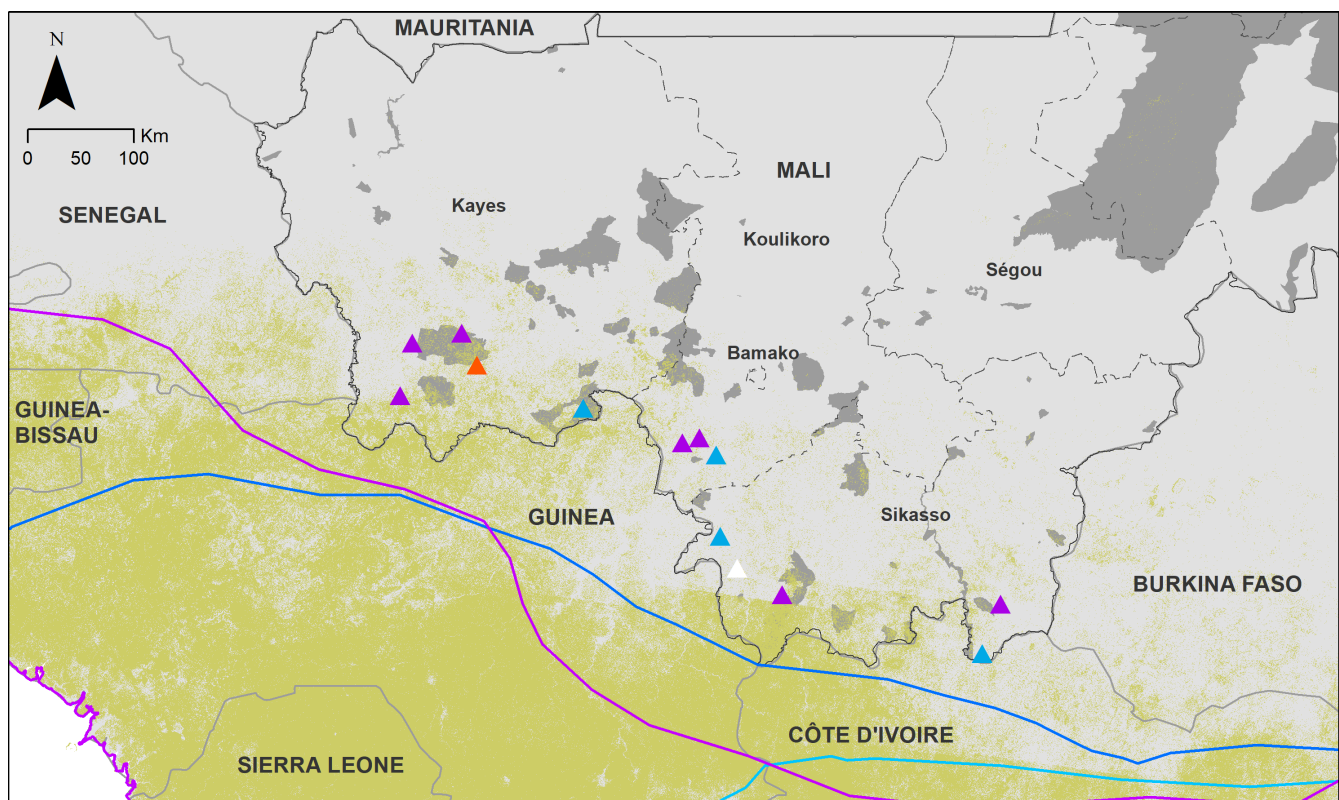 MAURITANIA
N
Km
0 50 100
MALI
SENEGAL
Kayes
Koulikoro
Ségou
Bamako
GUINEA-
BISSAU
GUINEA
Sikasso
BURKINA FASO
CÔTE D'IVOIRE
SIERRA LEONE